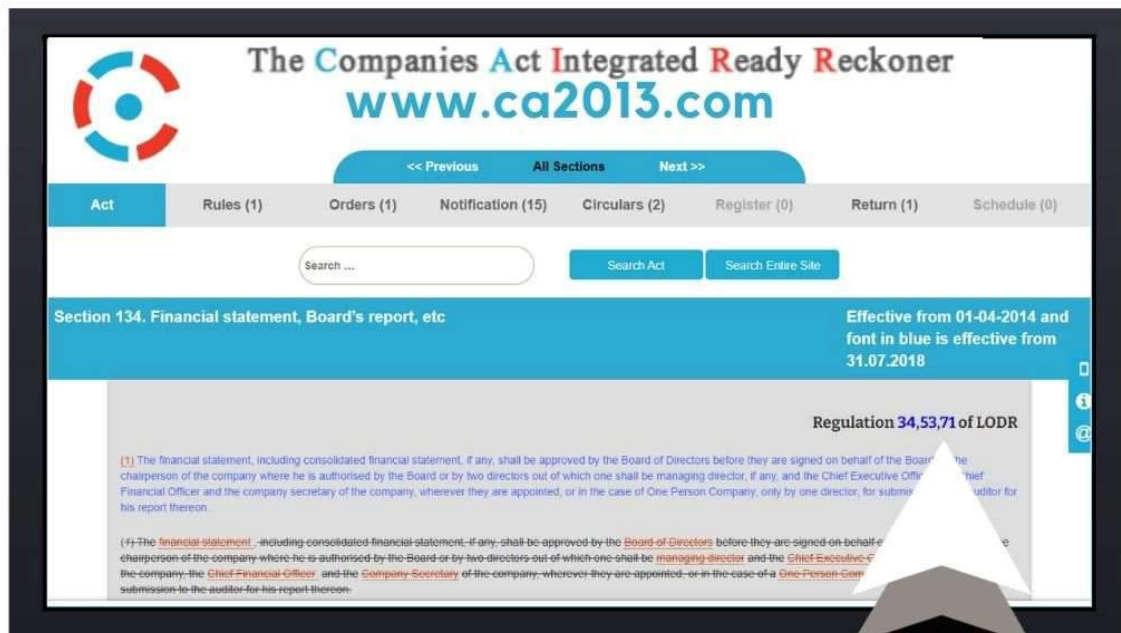 The Companies Act Integrated Ready Reckoner
www.ca2013.com
<< Previous All Sections Next >>
Act Rules (1) Orders (1) Notification (15) Circulars (2) Register (0) Return (1) Schedule (0)
Search ... Search Act Search Entire Site
Section 134. Financial statement, Board's report, etc
Effective from 01-04-2014 and
font in blue is effective from
31.07.2018
Regulation 34,53,71 of LODR
(1) The financial statement, including consolidated financial statement, if any, shall be approved by the Board of Directors before they are signed on behalf of the Board
chairperson of the company where he is authorised by the Board or by two directors out of which one shall be managing director, if any, and the Chief Executive
Financial Officer and the company secretary of the company, wherever they are appointed, or in the case of One Person Company, only by one director, for auditor for
his report thereon.
(1) The financial statement, including consolidated financial statement, if any, shall be approved by the Board of Directors before they are signed on behalf
chairperson of the company where he is authorised by the Board or by two directors out of which one shall be managing director and the Chief Executive
the company, the Chief Financial Officer and the Company Secretary of the company, wherever they are appointed, or in the case of a One Person
submission to the auditor for his report thereon.